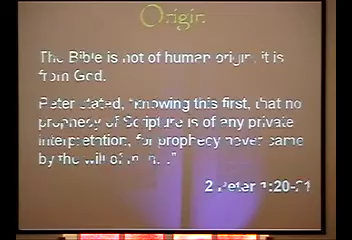 Origin
The Bible is not of human origin, it is
from God.
Peter stated, "knowing this first, that no
prophecy of Scripture is of any private
interpretation, for prophecy never came
by the will of man..."
2 Peter 1:20-21